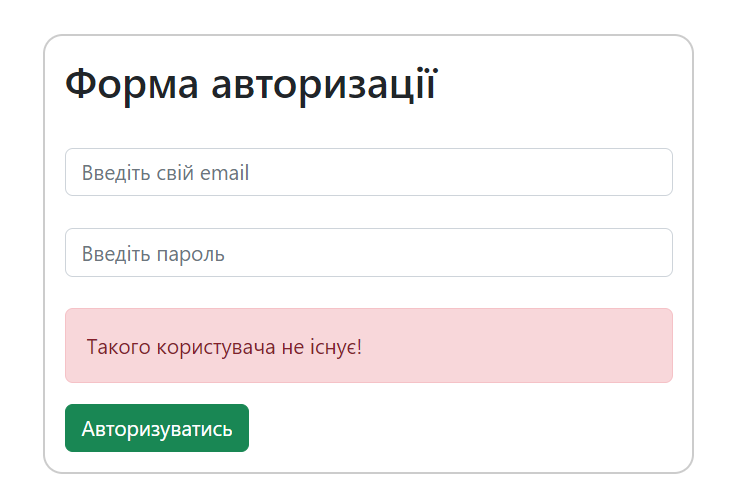 Форма авторизації
Введіть свій email
Введіть пароль
Такого користувача не існує!
Авторизуватись